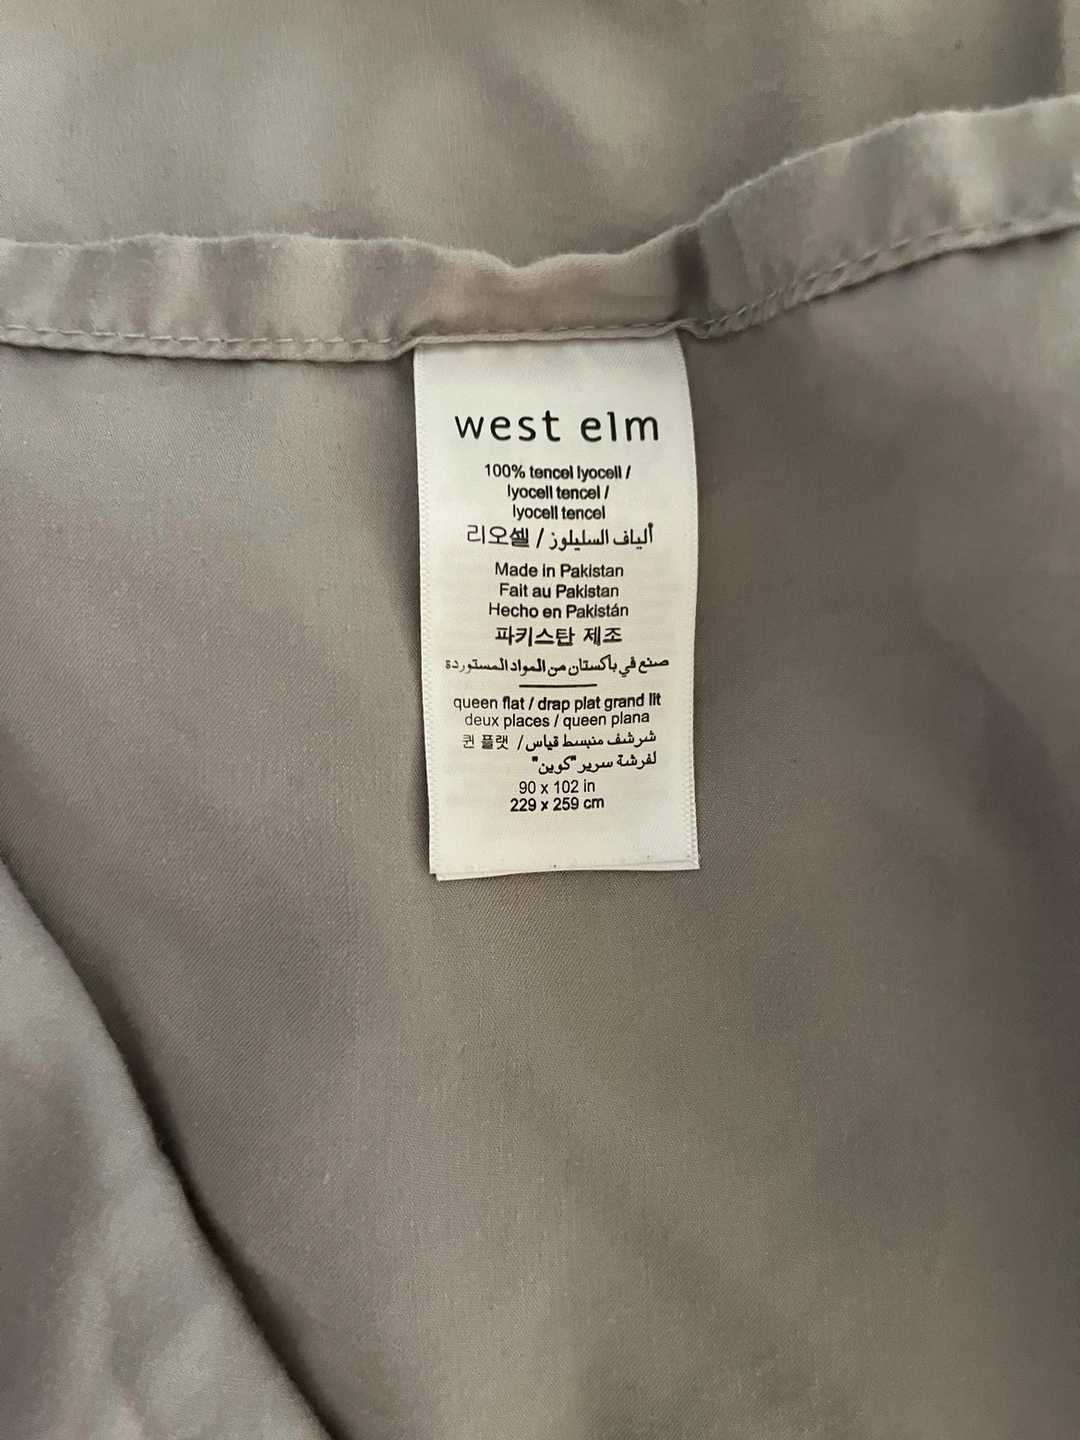 west elm
100% tencel lyocell /
lyocell tencel /
lyocell tencel
리오셀 / ألياف السليلوز
Made in Pakistan
Fait au Pakistan
Hecho en Pakistán
파키스탄 제조
صنع في باكستان من المواد المستوردة
queen flat / drap plat grand lit
deux places / queen plana
퀸 플랫 / شرشف منبسط قياس
لفرشة سرير "كوين"
90 x 102 in
229 x 259 cm